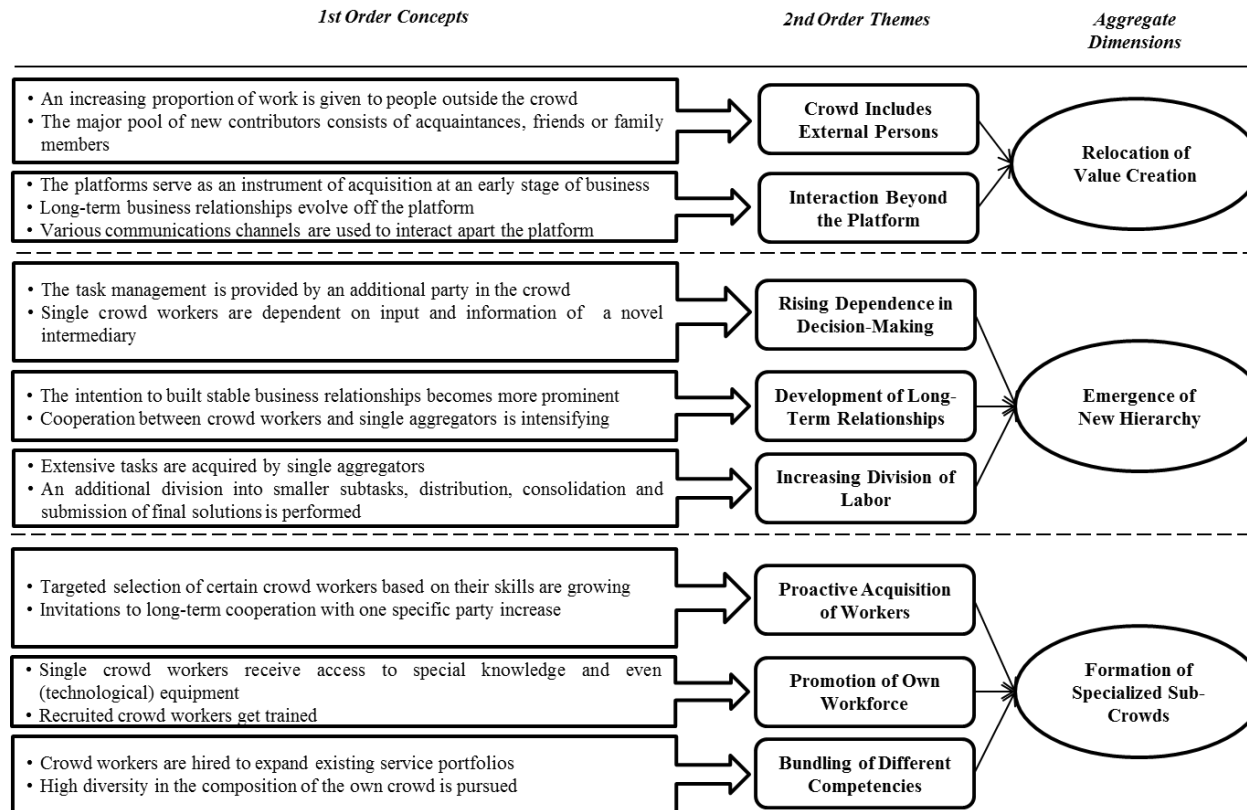 1st Order Concepts
2nd Order Themes
Aggregate
Dimensions
• An increasing proportion of work is given to people outside the crowd
• The major pool of new contributors consists of acquaintances, friends or family
members
Crowd Includes
External Persons
• The platforms serve as an instrument of acquisition at an early stage of business
• Long-term business relationships evolve off the platform
• Various communications channels are used to interact apart the platform
Interaction Beyond
the Platform
Relocation of
Value Creation
• The task management is provided by an additional party in the crowd
• Single crowd workers are dependent on input and information of a novel
intermediary
Rising Dependence in
Decision-Making
• The intention to built stable business relationships becomes more prominent
• Cooperation between crowd workers and single aggregators is intensifying
Development of Long-
Term Relationships
• Extensive tasks are acquired by single aggregators
• An additional division into smaller subtasks, distribution, consolidation and
submission of final solutions is performed
Increasing Division of
Labor
Emergence of
New Hierarchy
• Targeted selection of certain crowd workers based on their skills are growing
• Invitations to long-term cooperation with one specific party increase
Proactive Acquisition
of Workers
• Single crowd workers receive access to special knowledge and even
(technological) equipment
• Recruited crowd workers get trained
Promotion of Own
Workforce
• Crowd workers are hired to expand existing service portfolios
• High diversity in the composition of the own crowd is pursued
Bundling of Different
Competencies
Formation of
Specialized Sub-
Crowds